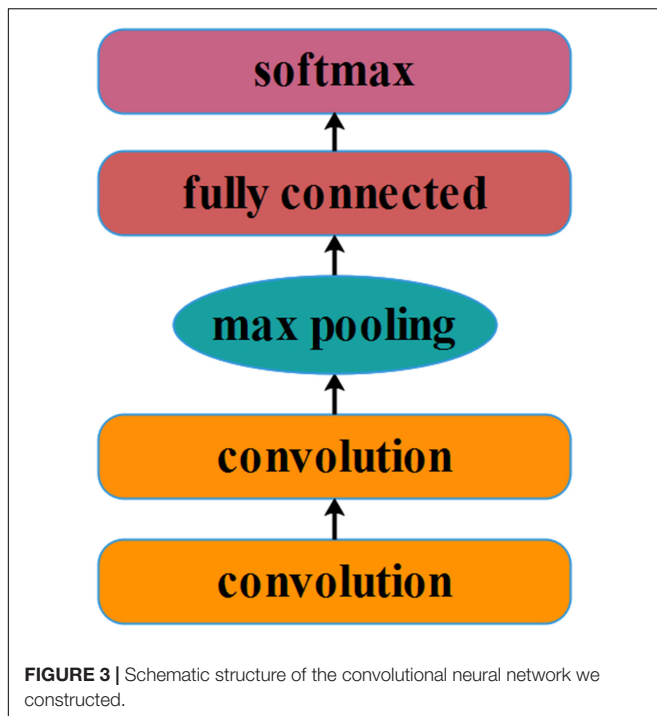 softmax
fully connected
max pooling
convolution
convolution
FIGURE 3 | Schematic structure of the convolutional neural network we
constructed.